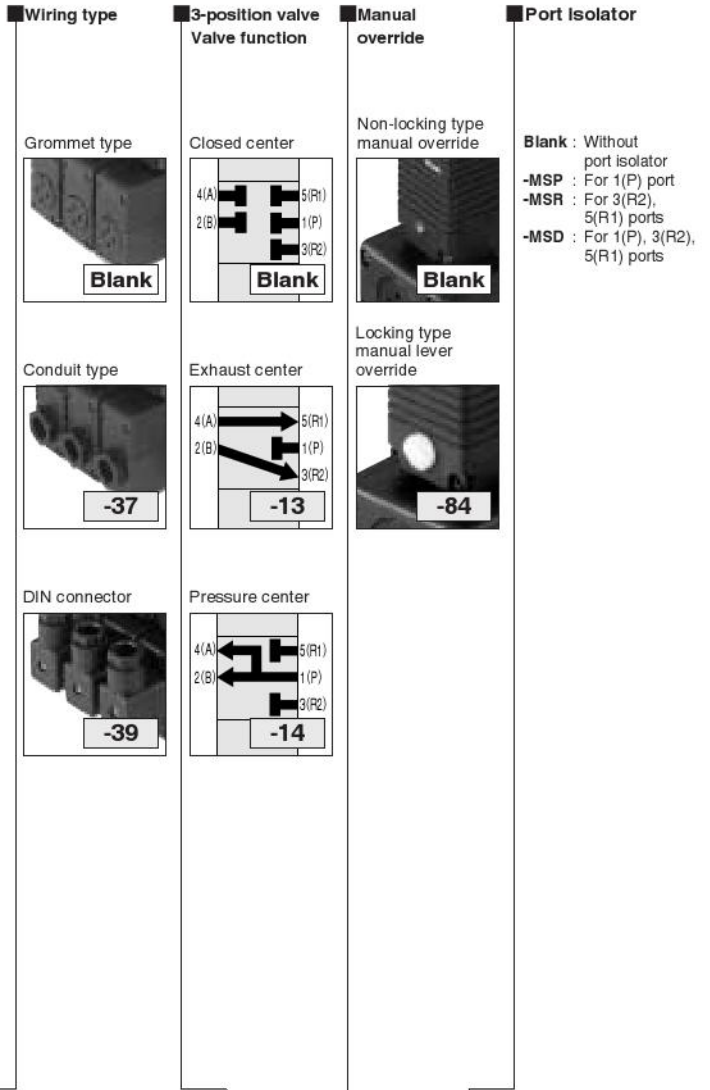 ■Wiring type
Grommet type
Blank
Conduit type
-37
DIN connector
-39
■3-position valve
Valve function
Closed center
4(A)
5(R1)
2(B)
1(P)
3(R2)
Blank
Exhaust center
4(A)
5(R1)
2(B)
1(P)
3(R2)
-13
Pressure center
4(A)
5(R1)
2(B)
1(P)
3(R2)
-14
■Manual
override
Non-locking type
manual override
Blank
Locking type
manual lever
override
-84
■Port Isolator
Blank : Without
port isolator
-MSP : For 1(P) port
-MSR : For 3(R2),
5(R1) ports
-MSD : For 1(P), 3(R2),
5(R1) ports